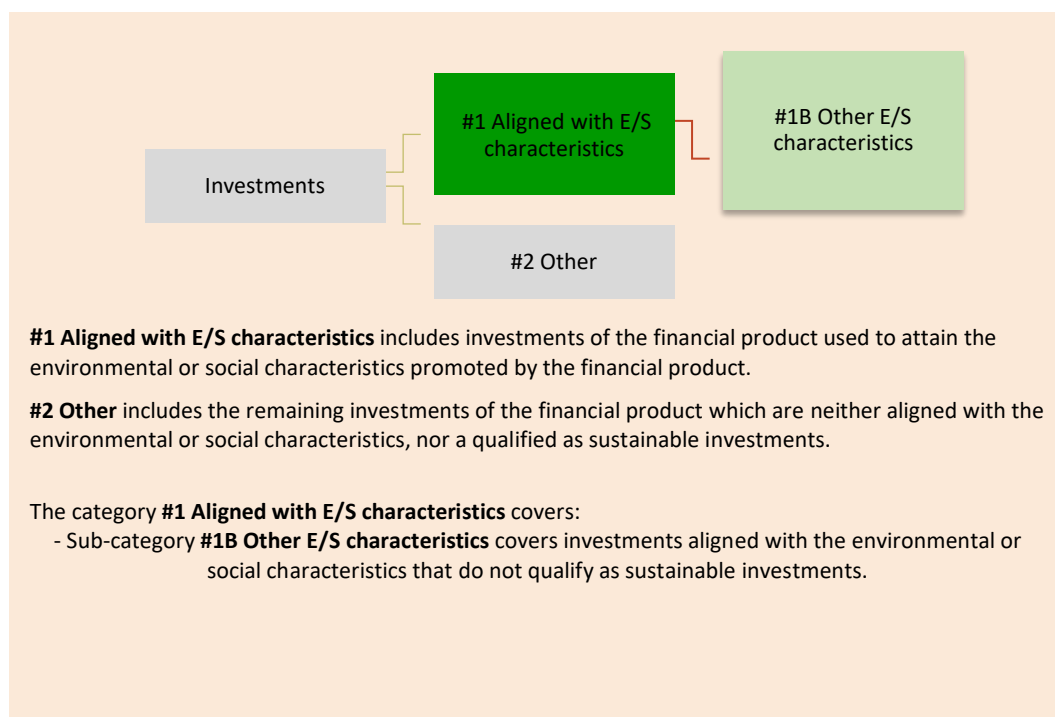 #1 Aligned with E/S
characteristics
#1B Other E/S
characteristics
Investments
#2 Other
#1 Aligned with E/S characteristics includes investments of the financial product used to attain the
environmental or social characteristics promoted by the financial product.
#2 Other includes the remaining investments of the financial product which are neither aligned with the
environmental or social characteristics, nor a qualified as sustainable investments.
The category #1 Aligned with E/S characteristics covers:
- Sub-category #1B Other E/S characteristics covers investments aligned with the environmental or
social characteristics that do not qualify as sustainable investments.